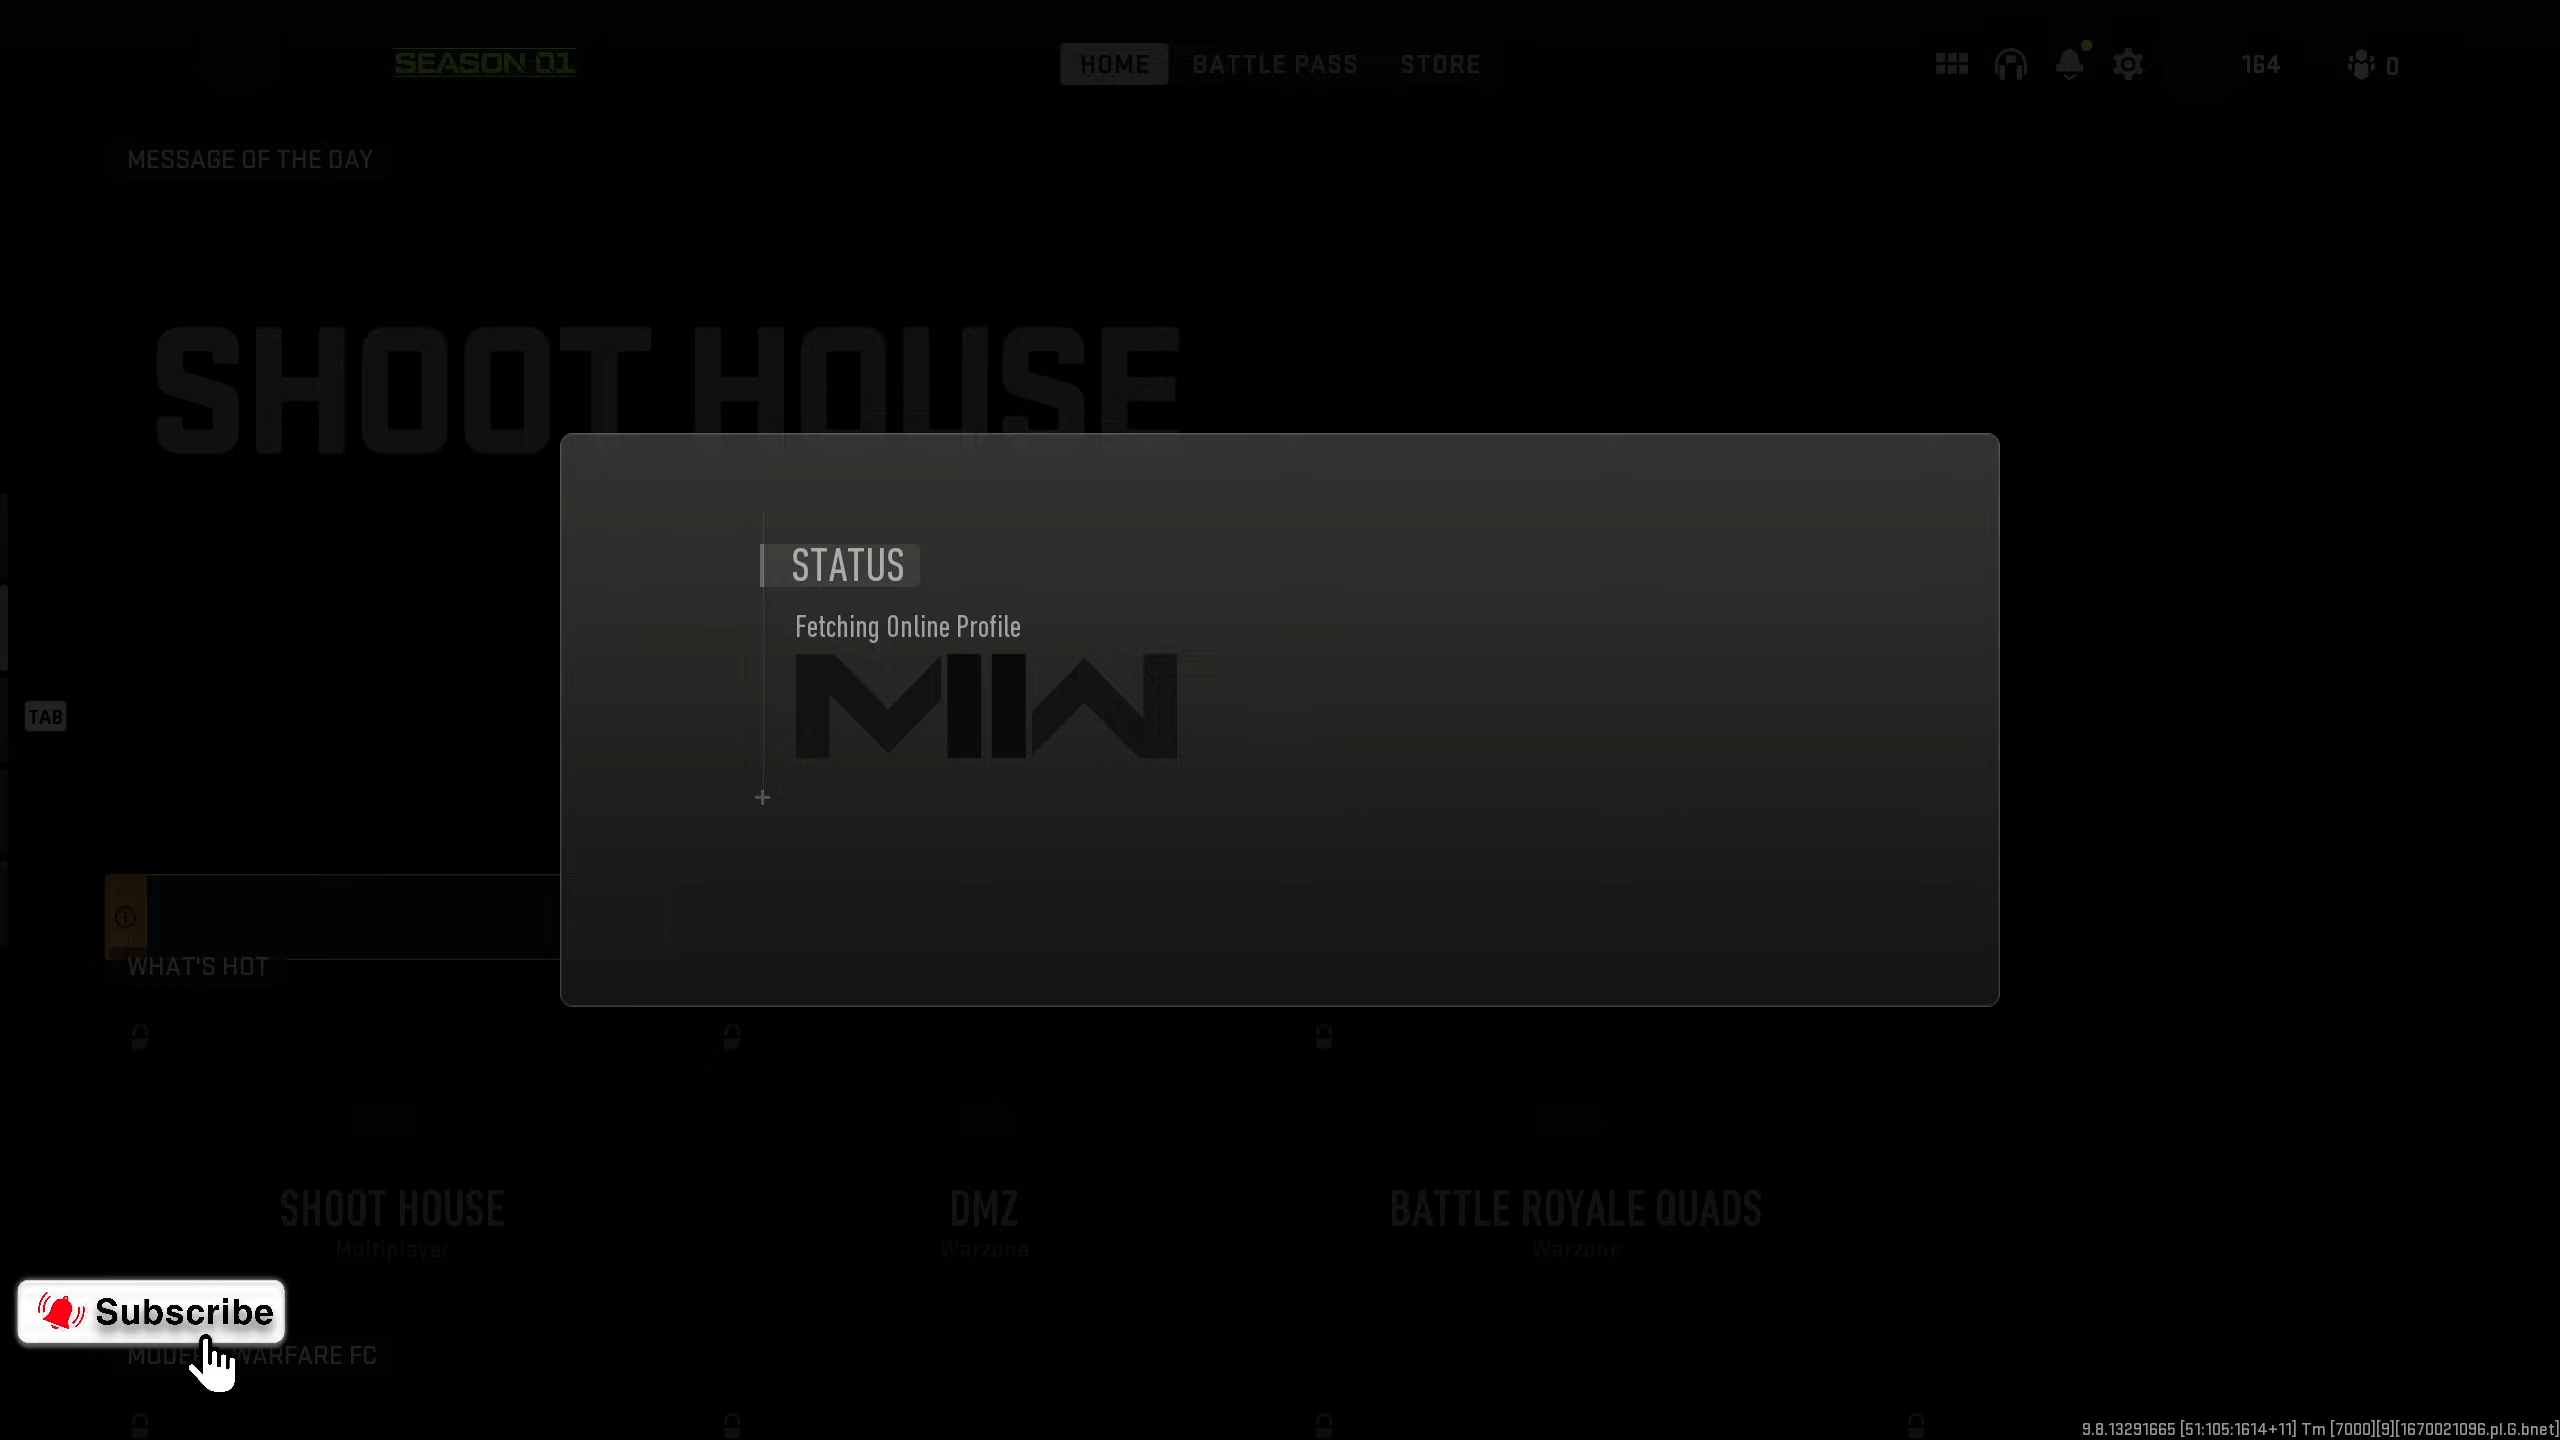 SEASON 01
HOME
BATTLE PASS
STORE
164
0
MESSAGE OF THE DAY
SHOOT HOUSE
STATUS
Fetching Online Profile
MIIW
TAB
WHAT'S HOT
SHOOT HOUSE
Multiplayer
DMZ
Warzone
BATTLE ROYALE QUADS
Warzone
Subscribe
MODERN WARFARE FC
9.8.13291665 [51:105:1614+11] Tm [7000][9][1670021096.pl.G.bnet]